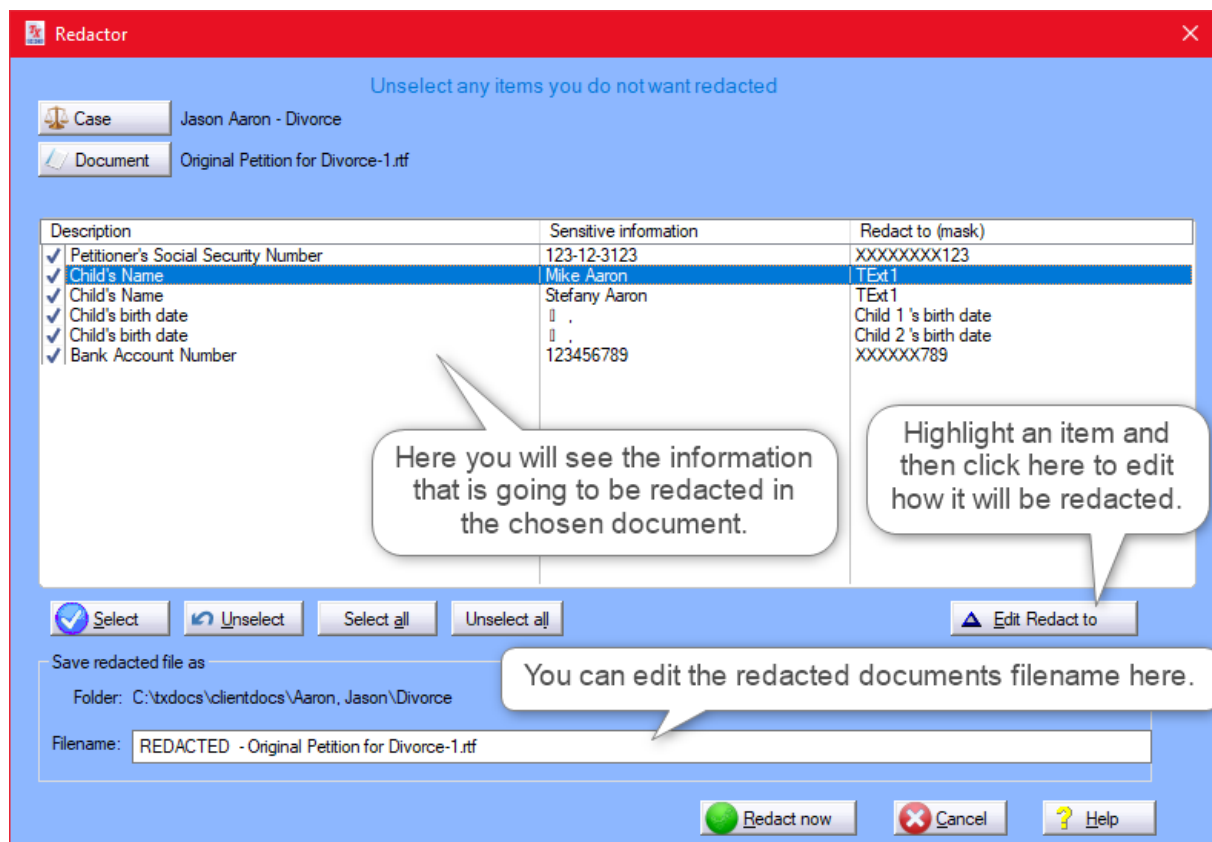 Redactor
Unselect any items you do not want redacted
Case Jason Aaron - Divorce
Document Original Petition for Divorce-1.rtf
Description Sensitive information Redact to (mask)
Petitioner's Social Security Number 123-12-3123 XXXXXXXX123
Child's Name Mike Aaron TExt1
Child's Name Stefany Aaron TExt1
Child's birth date , Child 1 's birth date
Child's birth date , Child 2 's birth date
Bank Account Number 123456789 XXXXXX789
Here you will see the information
that is going to be redacted in
the chosen document.
Highlight an item and
then click here to edit
how it will be redacted.
Select Unselect Select all Unselect all Edit Redact to
Save redacted file as
You can edit the redacted documents filename here.
Folder: C:\txdocs\clientdocs\Aaron, Jason\Divorce
Filename: REDACTED - Original Petition for Divorce-1.rtf
Redact now Cancel Help